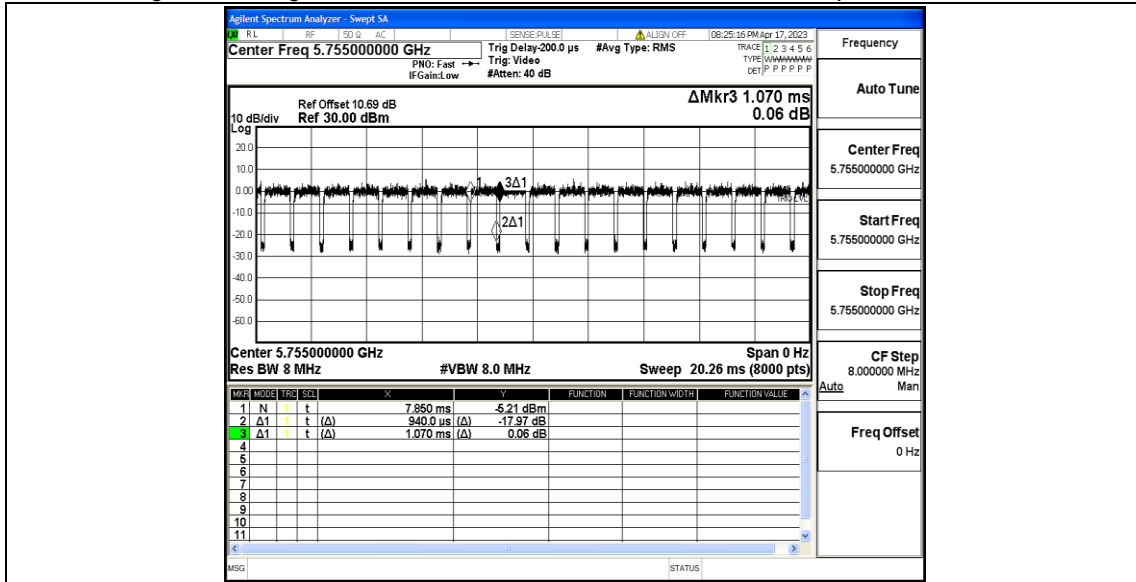 Agilent Spectrum Analyzer - Swept SA
RL RF 50 Ω AC SENSE:PULSE ALIGN OFF 08:25:16 PM Apr 17, 2023
Center Freq 5.755000000 GHz
PNO: Fast
IFGain:Low
Trig Delay-200.0 µs
Trig: Video
#Atten: 40 dB
#Avg Type: RMS
TRACE 1 2 3 4 5 6
TYPE
DET P P P P P P
ΔMkr3 1.070 ms
0.06 dB
Ref Offset 10.69 dB
10 dB/div Ref 30.00 dBm
Log
20.0
10.0
0.00
-10.0
-20.0
-30.0
-40.0
-50.0
-60.0
1
3Δ1
2Δ1
TRIG LVL
Center 5.755000000 GHz Span 0 Hz
Res BW 8 MHz #VBW 8.0 MHz Sweep 20.26 ms (8000 pts)
MKR MODE TRC SCL X Y FUNCTION FUNCTION WIDTH FUNCTION VALUE
1 N 1 t 7.850 ms -5.21 dBm
2 Δ1 1 t (Δ) 940.0 µs (Δ) -17.97 dB
3 Δ1 1 t (Δ) 1.070 ms (Δ) 0.06 dB
4
5
6
7
8
9
10
11
MSG STATUS
Frequency
Auto Tune
Center Freq
5.755000000 GHz
Start Freq
5.755000000 GHz
Stop Freq
5.755000000 GHz
CF Step
8.000000 MHz
Auto Man
Freq Offset
0 Hz